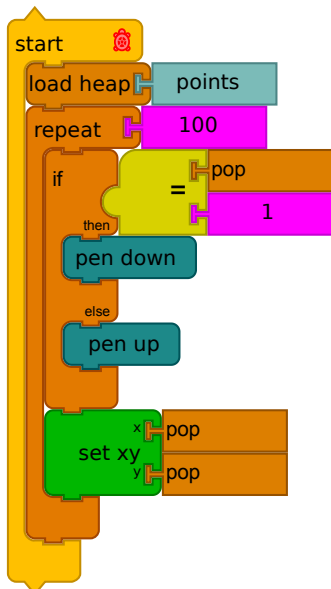 start
load heap points
repeat 100
if pop
=
1
then
pen down
else
pen up
x pop
set xy
y pop